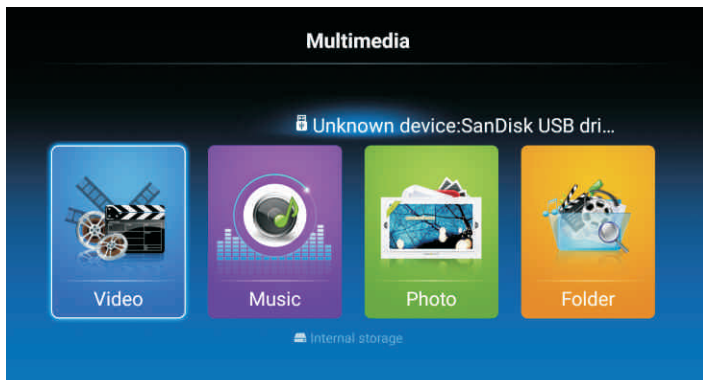 Multimedia
Unknown device:SanDisk USB dri...
Video Music Photo Folder
Internal storage